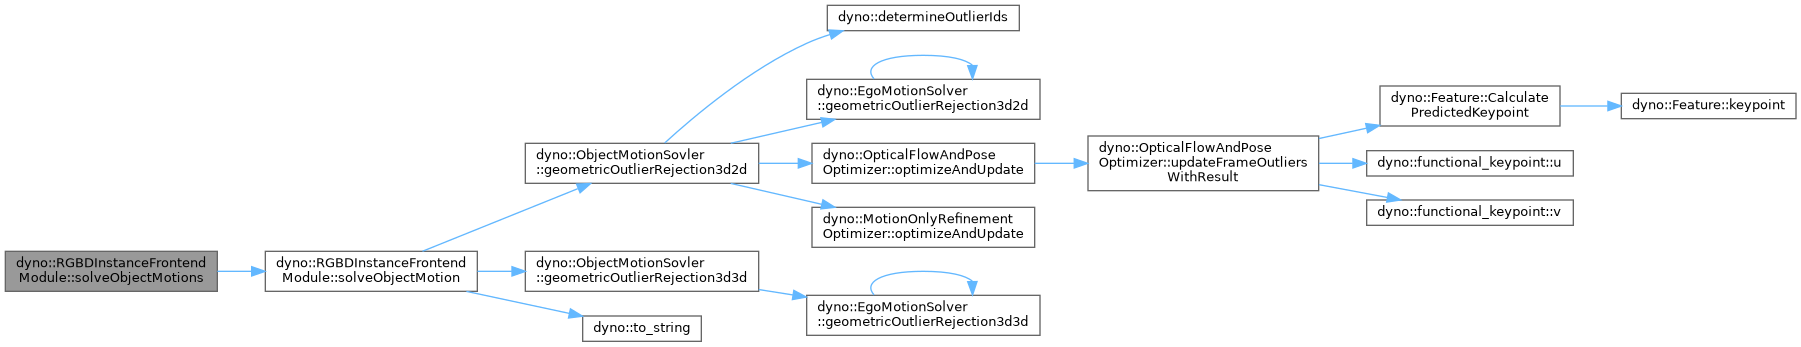 dyno::RGBDInstanceFrontend
Module::solveObjectMotions
dyno::RGBDInstanceFrontend
Module::solveObjectMotion
dyno::ObjectMotionSovler
::geometricOutlierRejection3d2d
dyno::determineOutlierIds
dyno::EgoMotionSolver
::geometricOutlierRejection3d2d
dyno::OpticalFlowAndPose
Optimizer::optimizeAndUpdate
dyno::OpticalFlowAndPose
Optimizer::updateFrameOutliers
WithResult
dyno::Feature::Calculate
PredictedKeypoint
dyno::Feature::keypoint
dyno::functional_keypoint::u
dyno::functional_keypoint::v
dyno::MotionOnlyRefinement
Optimizer::optimizeAndUpdate
dyno::ObjectMotionSovler
::geometricOutlierRejection3d3d
dyno::EgoMotionSolver
::geometricOutlierRejection3d3d
dyno::to_string